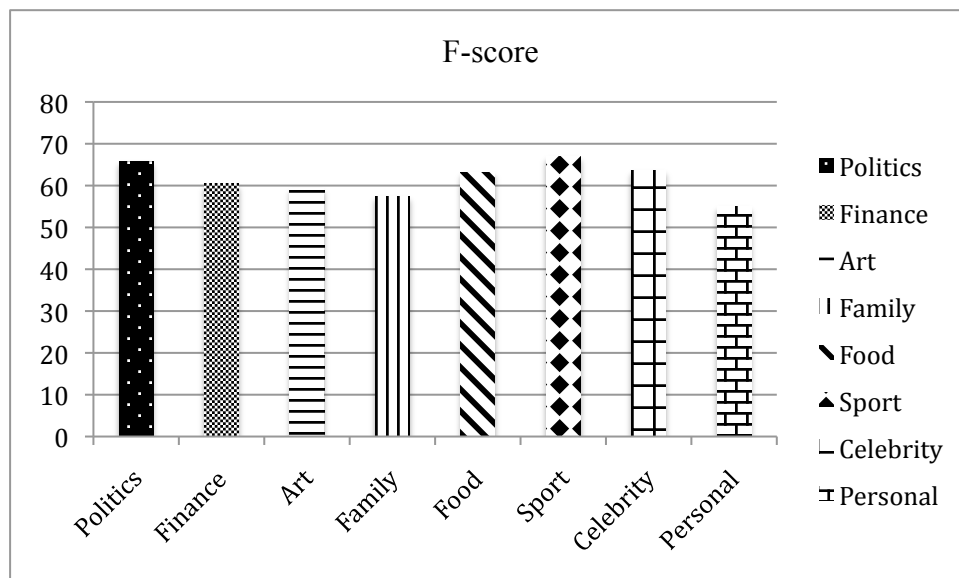 F-score
80
70
60
50
40
30
20
10
0
Politics
Finance
Art
Family
Food
Sport
Celebrity
Personal
Politics
Finance
Art
Family
Food
Sport
Celebrity
Personal